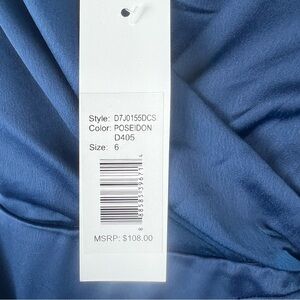 Style: D7J0155DCS
Color: POSEIDON
D405
Size: 6
MSRP: $108.00